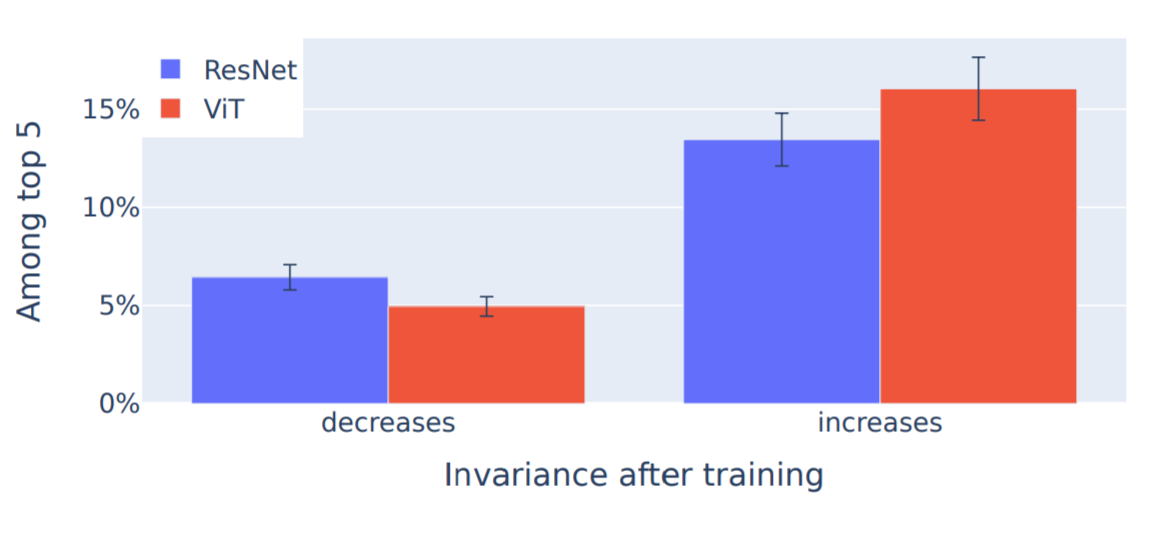 ResNet
ViT
Among top 5
15%
10%
5%
0%
decreases
increases
Invariance after training